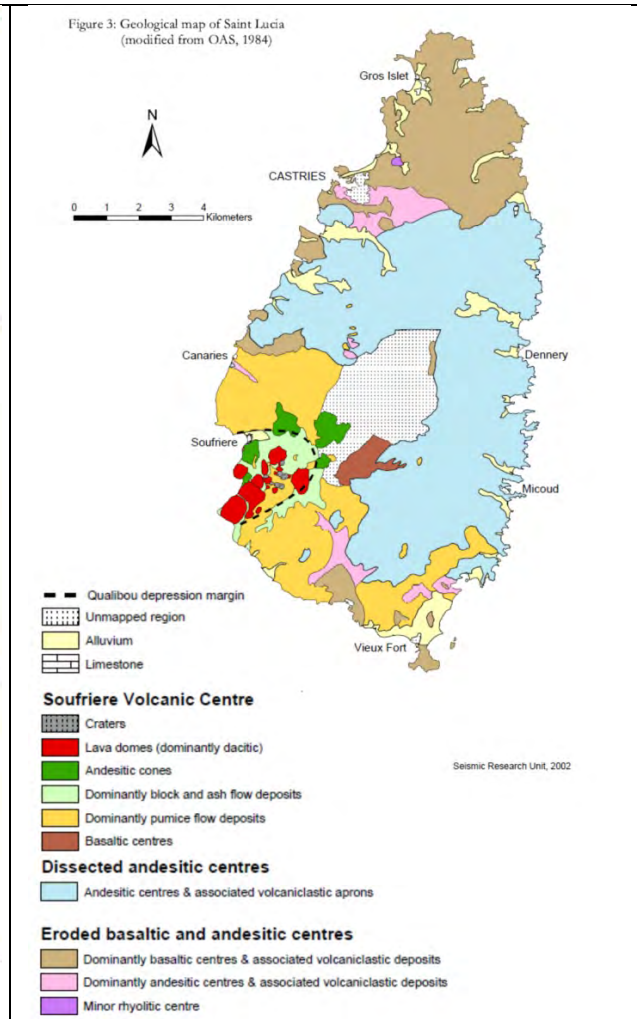 Figure 3: Geological map of Saint Lucia
(modified from OAS, 1984)
Gros Islet
N
CASTRIES
0 1 2 3 4
Kilometers
Canaries
Dennery
Soufriere
Micoud
Vieux Fort
Qualibou depression margin
Unmapped region
Alluvium
Limestone
Soufriere Volcanic Centre
Craters
Seismic Research Unit, 2002
Lava domes (dominantly dacitic)
Andesitic cones
Dominantly block and ash flow deposits
Dominantly pumice flow deposits
Basaltic centres
Dissected andesitic centres
Andesitic centres & associated volcaniclastic aprons
Eroded basaltic and andesitic centres
Dominantly basaltic centres & associated volcaniclastic deposits
Dominantly andesitic centres & associated volcaniclastic deposits
Minor rhyolitic centre